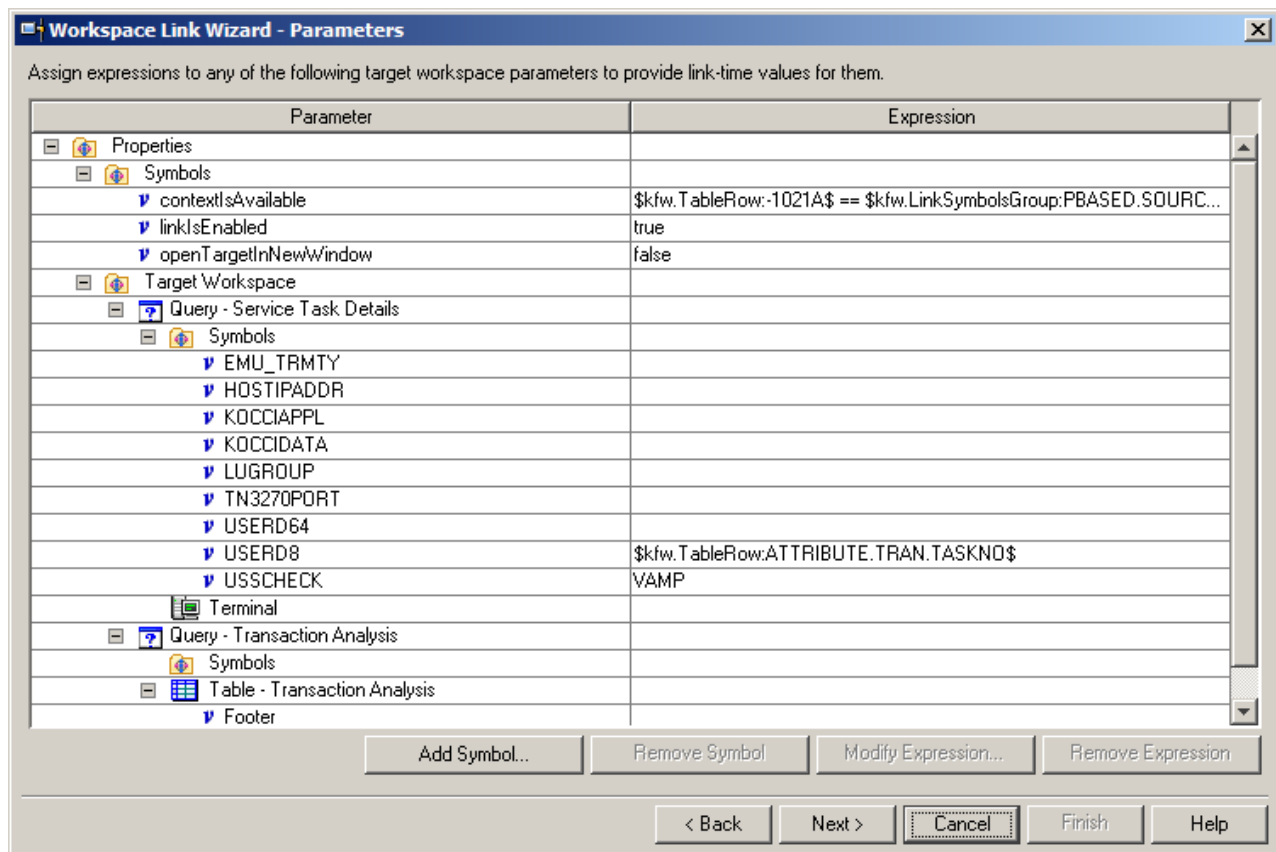 Workspace Link Wizard - Parameters
Assign expressions to any of the following target workspace parameters to provide link-time values for them.
Parameter Expression
Properties
Symbols
contextIsAvailable $kfw.TableRow:-1021A$ == $kfw.LinkSymbolsGroup:PBASED.SOURC...
linkIsEnabled true
openTargetInNewWindow false
Target Workspace
Query - Service Task Details
Symbols
EMU_TRMTY
HOSTIPADDR
KOCCIAPPL
KOCCIDATA
LUGROUP
TN3270PORT
USERD64
USERD8 $kfw.TableRow:ATTRIBUTE.TRAN.TASKNO$
USSCHECK VAMP
Terminal
Query - Transaction Analysis
Symbols
Table - Transaction Analysis
Footer
Add Symbol... Remove Symbol Modify Expression... Remove Expression
< Back Next > Cancel Finish Help